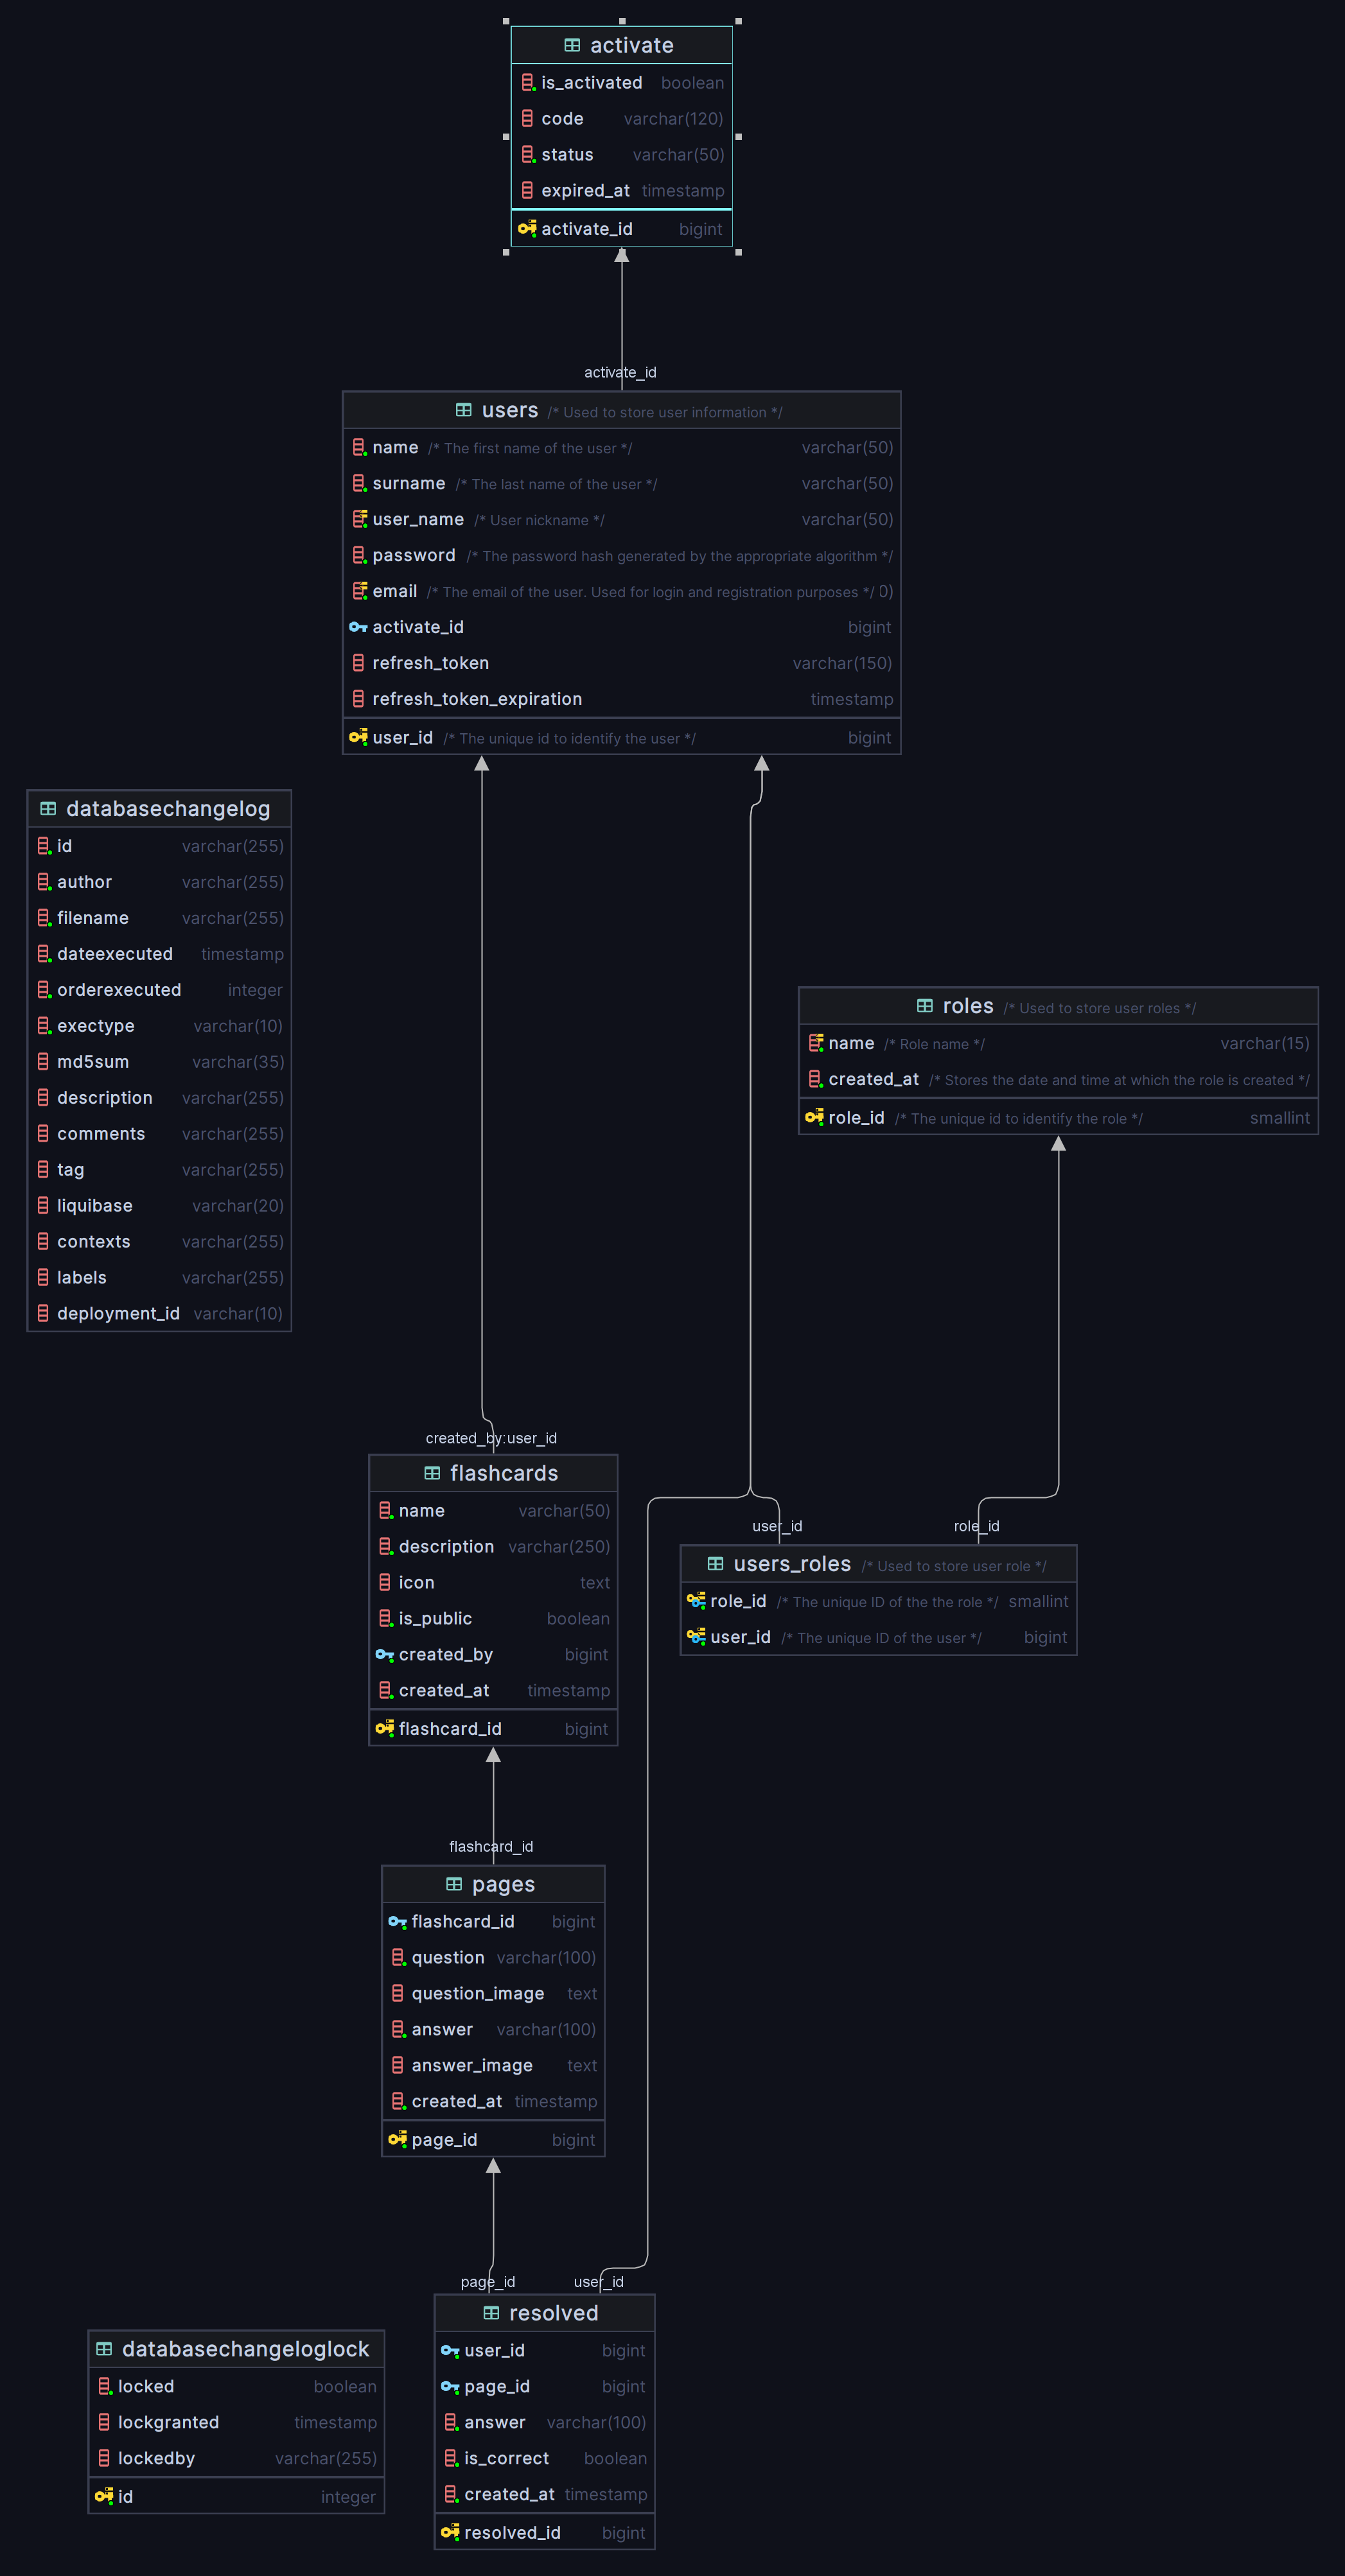 activate
is_activated boolean
code varchar(120)
status varchar(50)
expired_at timestamp
activate_id bigint
activate_id
users /* Used to store user information */
name /* The first name of the user */ varchar(50)
surname /* The last name of the user */ varchar(50)
user_name /* User nickname */ varchar(50)
password /* The password hash generated by the appropriate algorithm */
email /* The email of the user. Used for login and registration purposes */ 0)
activate_id bigint
refresh_token varchar(150)
refresh_token_expiration timestamp
user_id /* The unique id to identify the user */ bigint
databasechangelog
id varchar(255)
author varchar(255)
filename varchar(255)
dateexecuted timestamp
orderexecuted integer
exectype varchar(10)
md5sum varchar(35)
description varchar(255)
comments varchar(255)
tag varchar(255)
liquibase varchar(20)
contexts varchar(255)
labels varchar(255)
deployment_id varchar(10)
roles /* Used to store user roles */
name /* Role name */ varchar(15)
created_at /* Stores the date and time at which the role is created */
role_id /* The unique id to identify the role */ smallint
created_by:user_id
flashcards
name varchar(50)
description varchar(250)
icon text
is_public boolean
created_by bigint
created_at timestamp
flashcard_id bigint
user_id
role_id
users_roles /* Used to store user role */
role_id /* The unique ID of the the role */ smallint
user_id /* The unique ID of the user */ bigint
flashcard_id
pages
flashcard_id bigint
question varchar(100)
question_image text
answer varchar(100)
answer_image text
created_at timestamp
page_id bigint
page_id
user_id
resolved
user_id bigint
page_id bigint
answer varchar(100)
is_correct boolean
created_at timestamp
resolved_id bigint
databasechangeloglock
locked boolean
lockgranted timestamp
lockedby varchar(255)
id integer